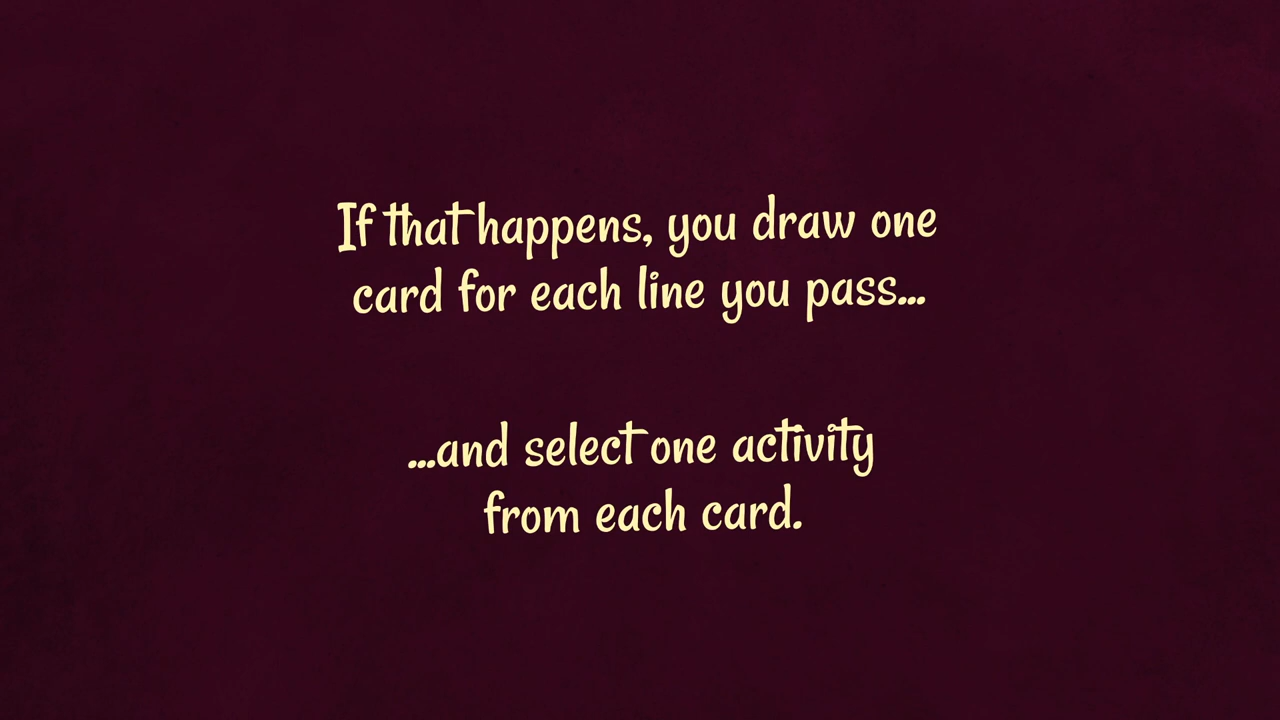 If that happens, you draw one
card for each line you pass...
...and select one activity
from each card.